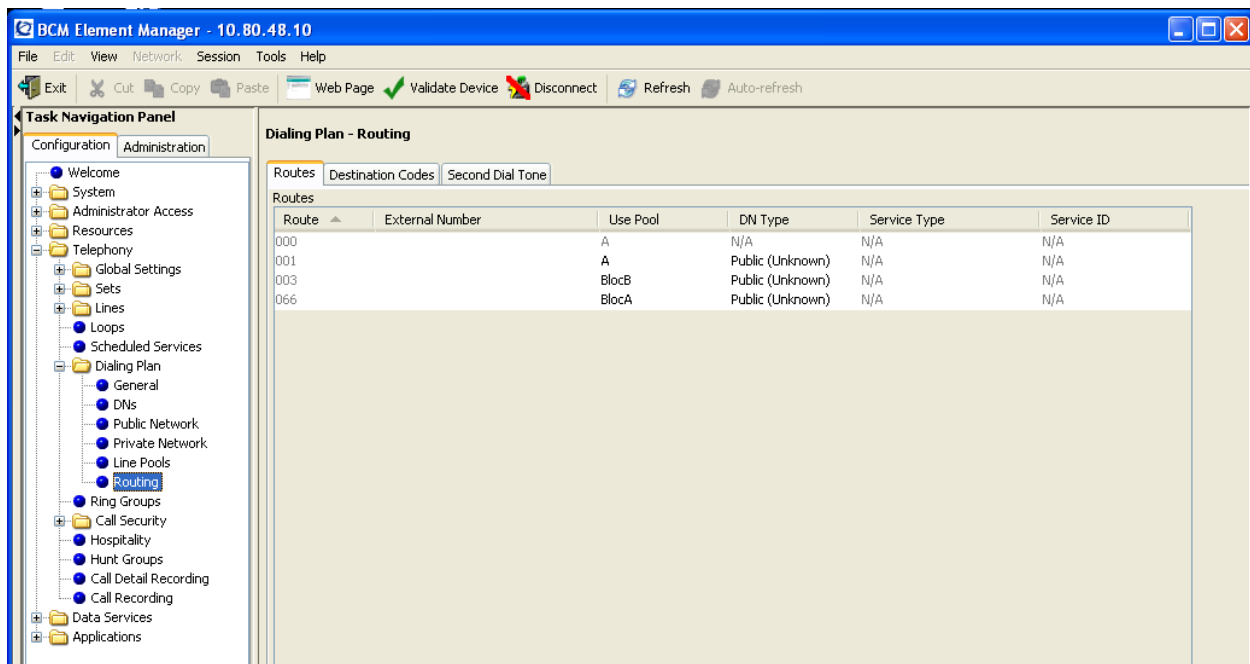 BCM Element Manager - 10.80.48.10
File Edit View Network Session Tools Help
Exit Cut Copy Paste Web Page Validate Device Disconnect Refresh Auto-refresh
Task Navigation Panel
Configuration Administration
Welcome
System
Administrator Access
Resources
Telephony
Global Settings
Sets
Lines
Loops
Scheduled Services
Dialing Plan
General
DNs
Public Network
Private Network
Line Pools
Routing
Ring Groups
Call Security
Hospitality
Hunt Groups
Call Detail Recording
Call Recording
Data Services
Applications
Dialing Plan - Routing
Routes Destination Codes Second Dial Tone
Routes
Route External Number Use Pool DN Type Service Type Service ID
000 A N/A N/A N/A
001 A Public (Unknown) N/A N/A
003 BlocB Public (Unknown) N/A N/A
066 BlocA Public (Unknown) N/A N/A